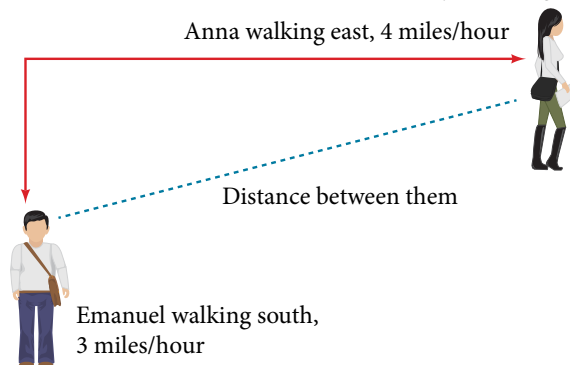 Anna walking east, 4 miles/hour
Distance between them
Emanuel walking south,
3 miles/hour